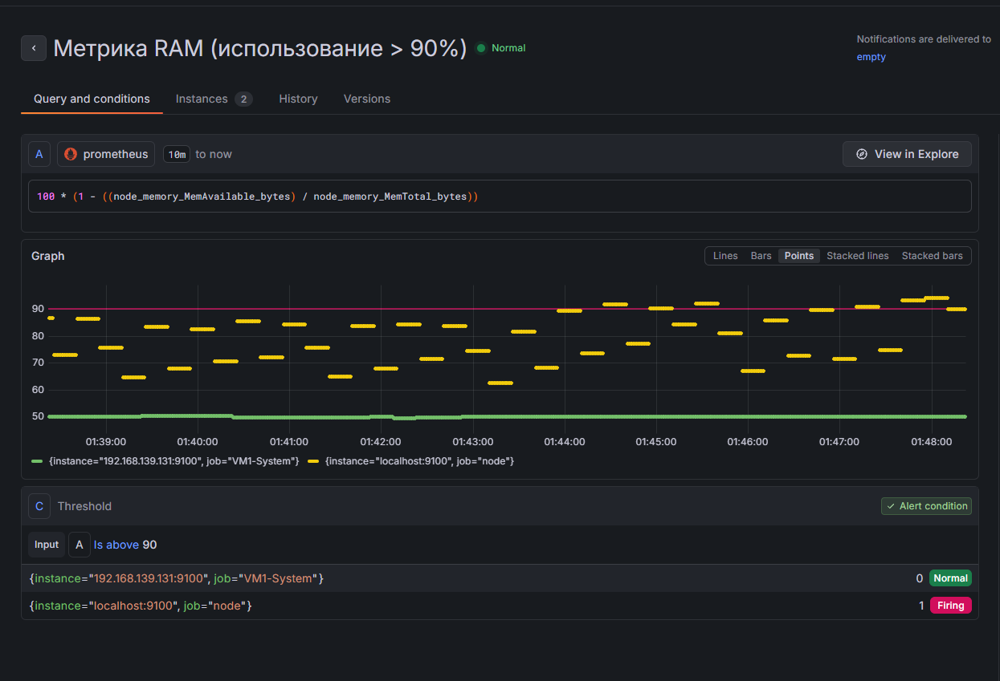 Метрика RAM (использование > 90%) Normal
Notifications are delivered to
empty
Query and conditions Instances 2 History Versions
A prometheus 10m to now View in Explore
100 * (1 - ((node_memory_MemAvailable_bytes) / node_memory_MemTotal_bytes))
Graph Lines Bars Points Stacked lines Stacked bars
90
80
70
60
50
01:39:00 01:40:00 01:41:00 01:42:00 01:43:00 01:44:00 01:45:00 01:46:00 01:47:00 01:48:00
{instance="192.168.139.131:9100", job="VM1-System"} {instance="localhost:9100", job="node"}
C Threshold Alert condition
Input A Is above 90
{instance="192.168.139.131:9100", job="VM1-System"} 0 Normal
{instance="localhost:9100", job="node"} 1 Firing